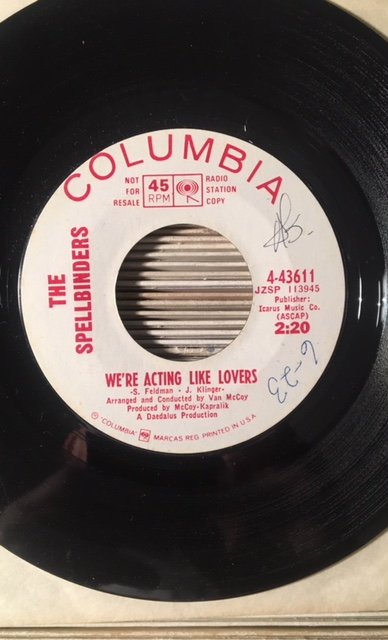 COLUMBIA
NOT FOR RESALE
45 RPM
RADIO STATION COPY
THE SPELLBINDERS
4-43611
JZSP 113945
Publisher:
Icarus Music Co.
(ASCAP)
2:20
6-23
WE'RE ACTING LIKE LOVERS
- S. Feldman - J. Klinger -
Arranged and Conducted by Van McCoy
Produced by McCoy-Kapralik
A Daedalus Production
Ⓟ "COLUMBIA" MARCAS REG. PRINTED IN U.S.A.